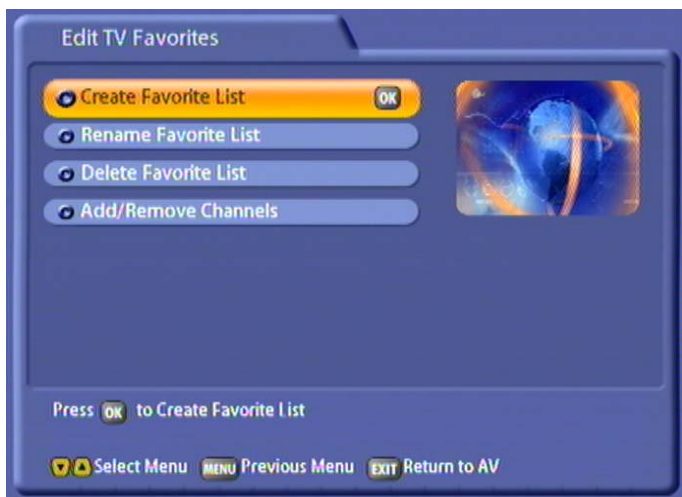 Edit TV Favorites
Create Favorite List OK
Rename Favorite List
Delete Favorite List
Add/Remove Channels
Press OK to Create Favorite List
Select Menu MENU Previous Menu EXIT Return to AV